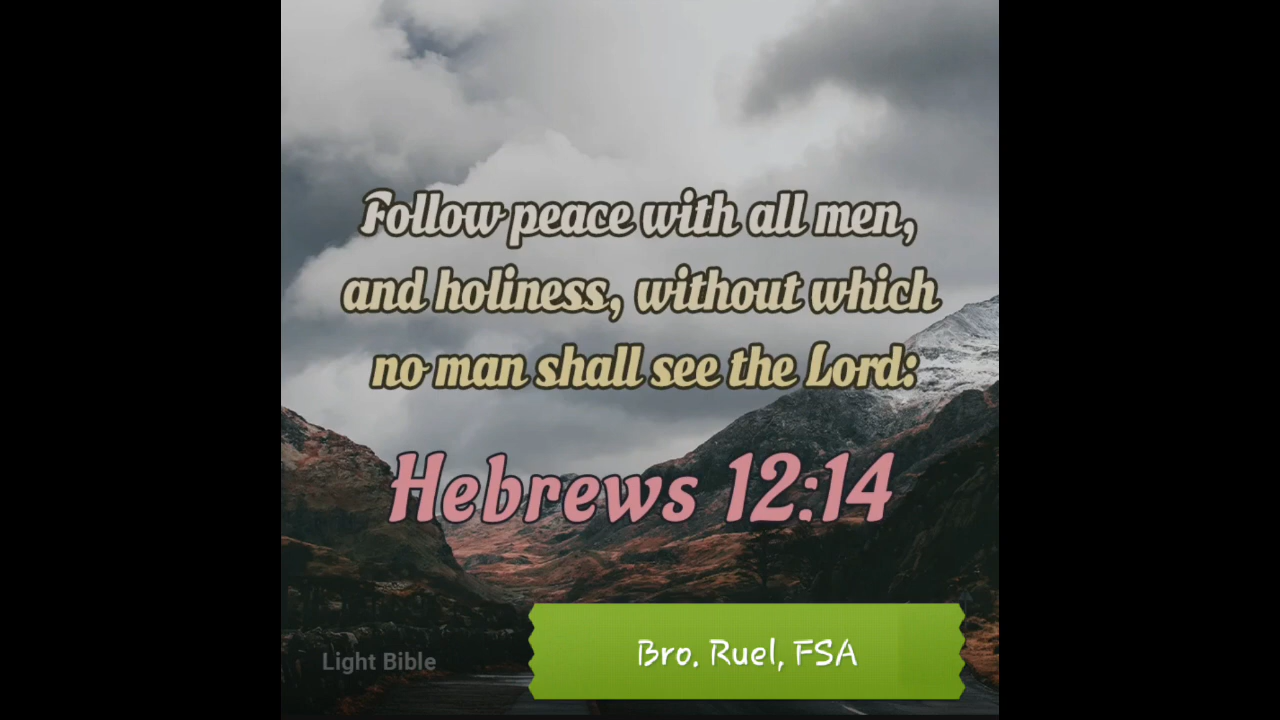 Follow peace with all men,
and holiness, without which
no man shall see the Lord:
Hebrews 12:14
Light Bible
Bro. Ruel, FSA